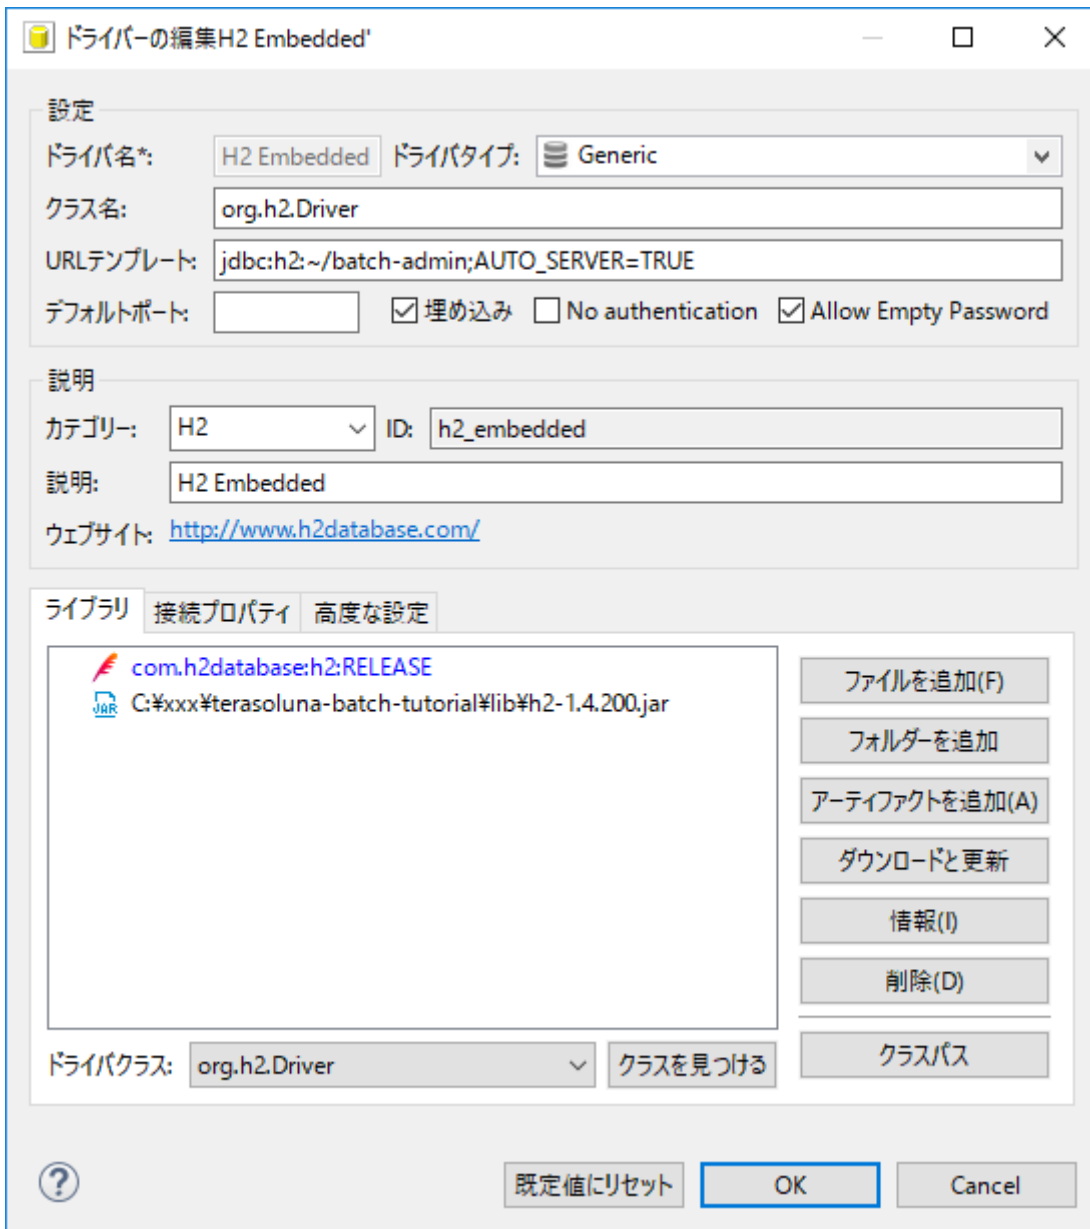 ドライバーの編集H2 Embedded'
設定
ドライバ名*: H2 Embedded ドライバタイプ: Generic
クラス名: org.h2.Driver
URLテンプレート: jdbc:h2:~/batch-admin;AUTO_SERVER=TRUE
デフォルトポート: 埋め込み No authentication Allow Empty Password
説明
カテゴリー: H2 ID: h2_embedded
説明: H2 Embedded
ウェブサイト: http://www.h2database.com/
ライブラリ 接続プロパティ 高度な設定
com.h2database:h2:RELEASE
C:¥xxx¥terasoluna-batch-tutorial¥lib¥h2-1.4.200.jar
JAR
ファイルを追加(F)
フォルダーを追加
アーティファクトを追加(A)
ダウンロードと更新
情報(I)
削除(D)
クラスパス
ドライバクラス: org.h2.Driver クラスを見つける
? 既定値にリセット OK Cancel